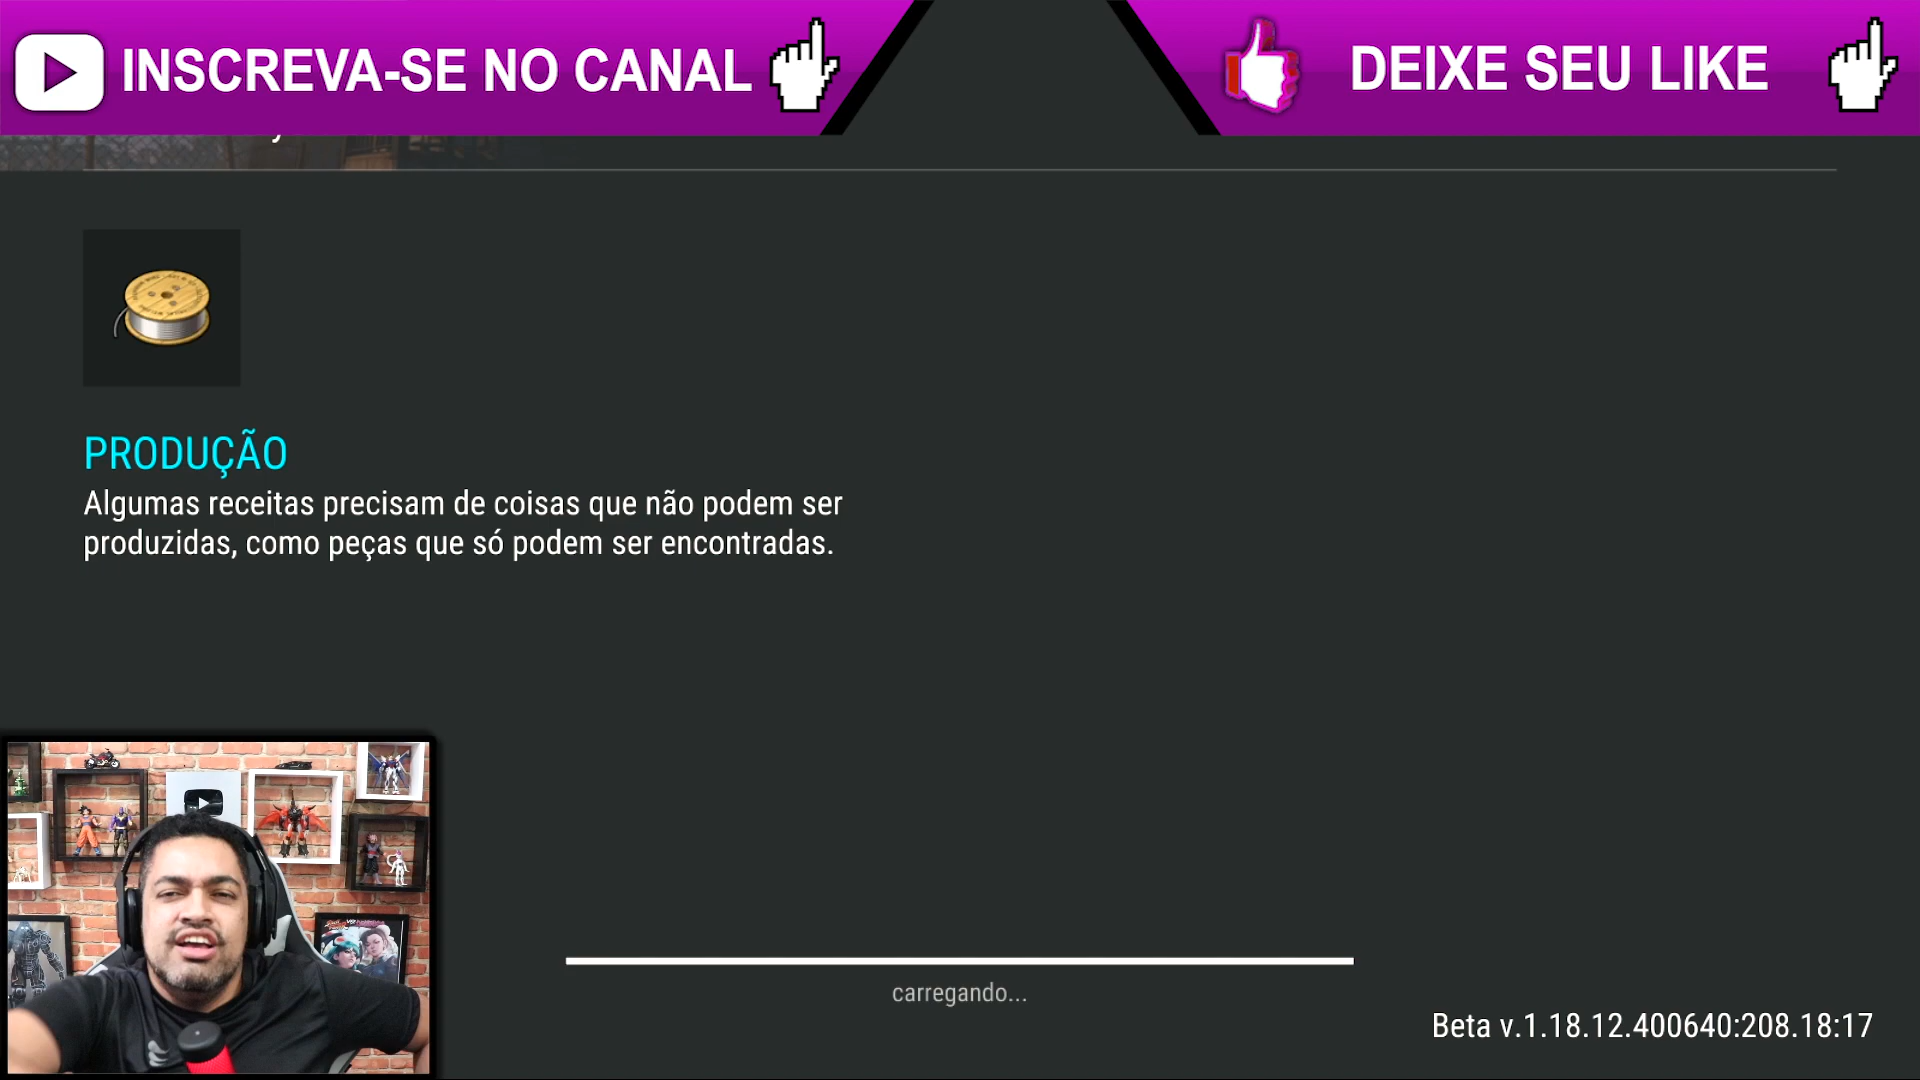 INSCREVA-SE NO CANAL
DEIXE SEU LIKE
PRODUÇÃO
Algumas receitas precisam de coisas que não podem ser
produzidas, como peças que só podem ser encontradas.
carregando...
Beta v.1.18.12.400640:208.18:17